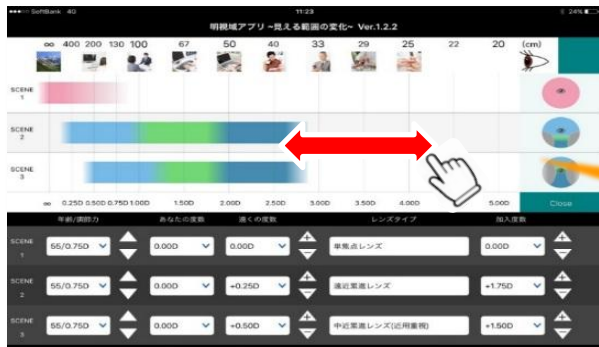 SoftBank 4G 11:23 24%
明視域アプリ ~見える範囲の変化~ Ver.1.2.2
∞ 400 200 130 100 67 50 40 33 29 25 22 20 (cm)
SCENE
1
SCENE
2
SCENE
3
∞ 0.25D 0.50D 0.75D 1.00D 1.50D 2.00D 2.50D 3.00D 3.50D 4.00D 5.00D Close
年齢/調節力 あなたの度数 遠くの度数 レンズタイプ 加入度数
SCENE
1
55/0.75D 0.00D 0.00D 単焦点レンズ 0.00D
SCENE
2
55/0.75D 0.00D +0.25D 遠近累進レンズ +1.75D
SCENE
3
55/0.75D 0.00D +0.50D 中近累進レンズ(近用重視) +1.50D